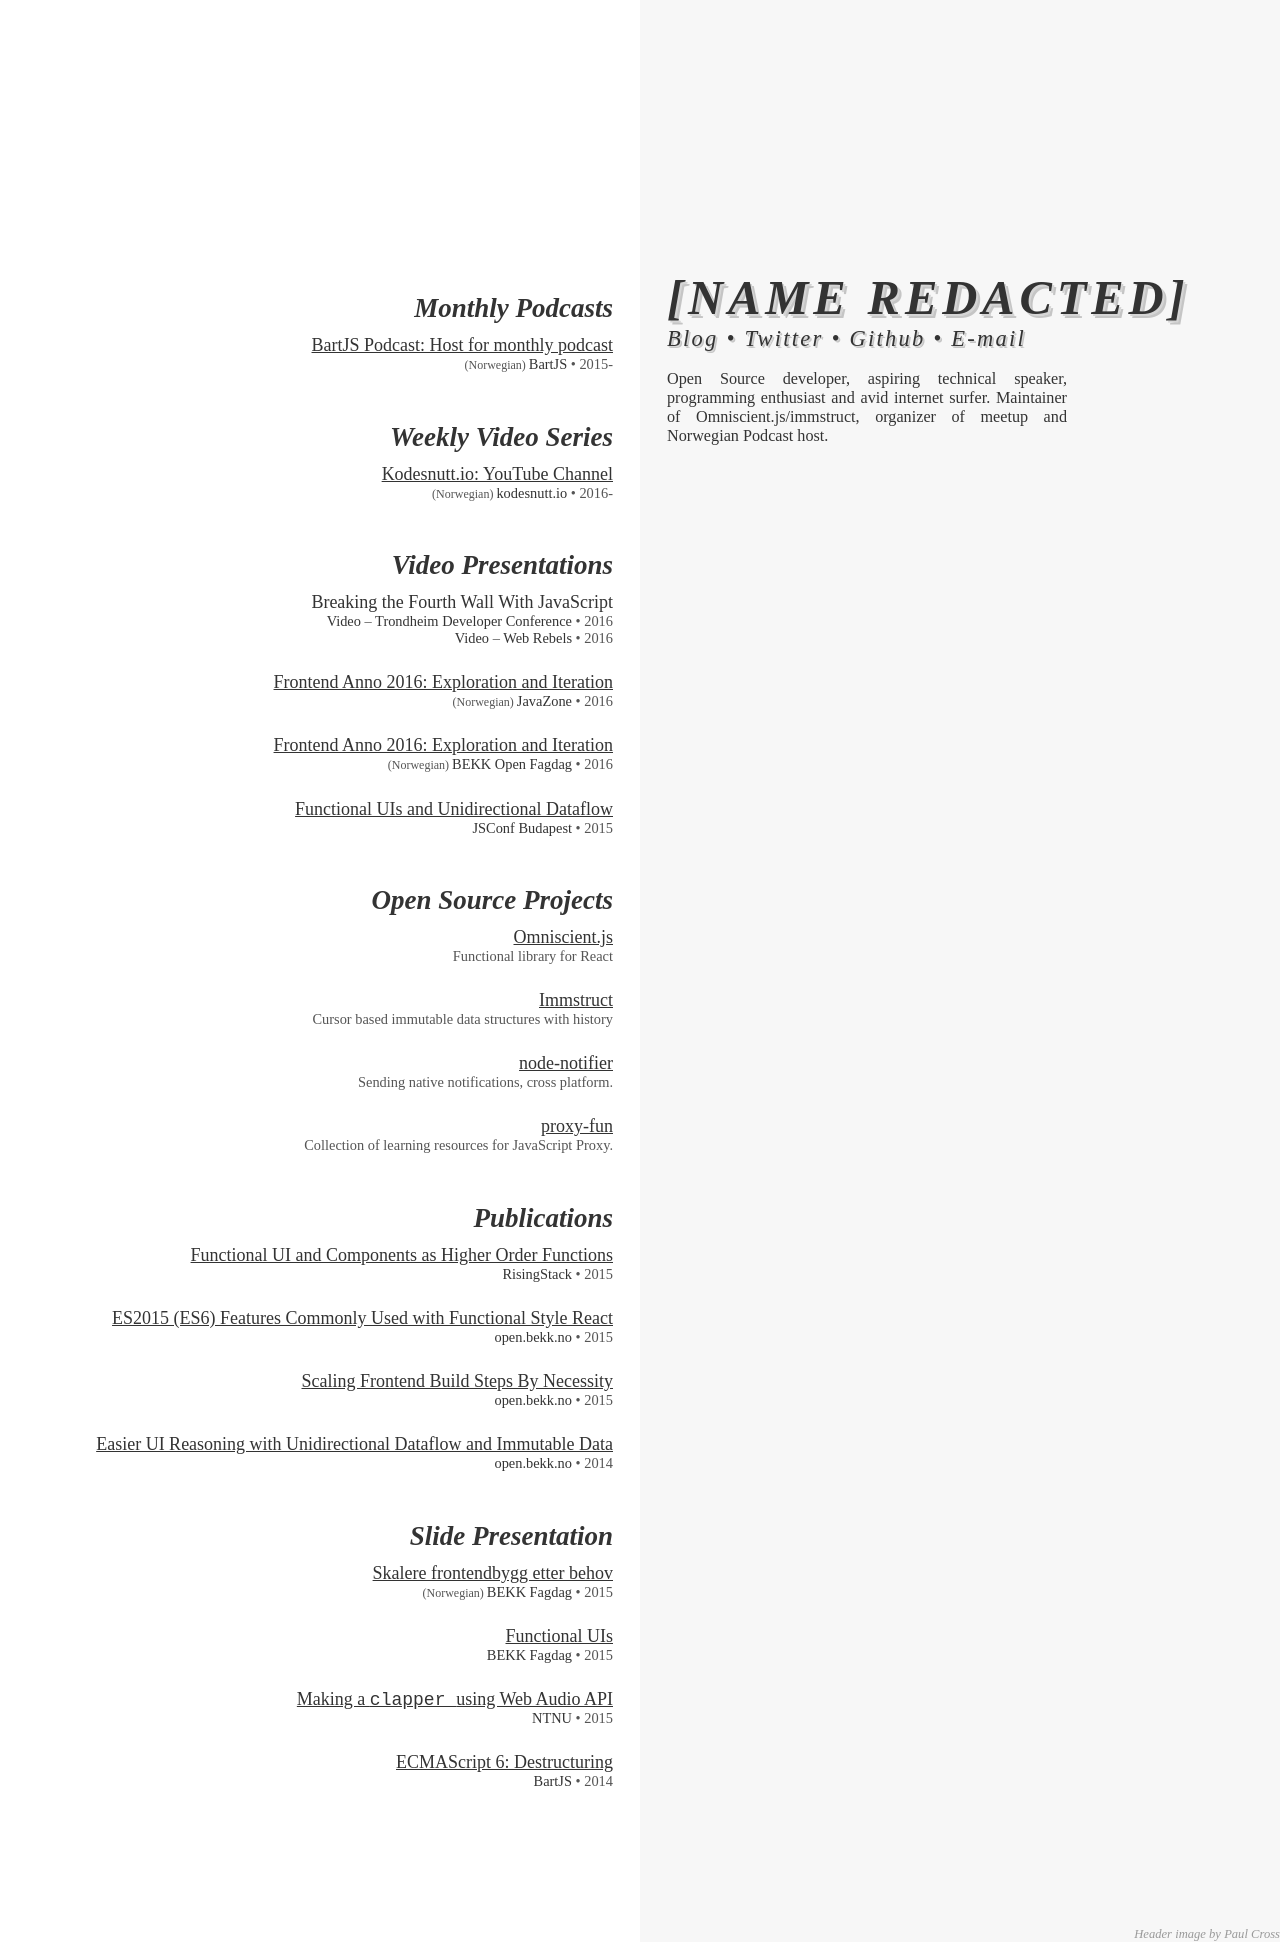 [NAME REDACTED]
Blog • Twitter • Github • E-mail
Open Source developer, aspiring technical speaker,
programming enthusiast and avid internet surfer. Maintainer
of Omniscient.js/immstruct, organizer of meetup and
Norwegian Podcast host.
Monthly Podcasts
BartJS Podcast: Host for monthly podcast
(Norwegian) BartJS • 2015-
Weekly Video Series
Kodesnutt.io: YouTube Channel
(Norwegian) kodesnutt.io • 2016-
Video Presentations
Breaking the Fourth Wall With JavaScript
Video – Trondheim Developer Conference • 2016
Video – Web Rebels • 2016
Frontend Anno 2016: Exploration and Iteration
(Norwegian) JavaZone • 2016
Frontend Anno 2016: Exploration and Iteration
(Norwegian) BEKK Open Fagdag • 2016
Functional UIs and Unidirectional Dataflow
JSConf Budapest • 2015
Open Source Projects
Omniscient.js
Functional library for React
Immstruct
Cursor based immutable data structures with history
node-notifier
Sending native notifications, cross platform.
proxy-fun
Collection of learning resources for JavaScript Proxy.
Publications
Functional UI and Components as Higher Order Functions
RisingStack • 2015
ES2015 (ES6) Features Commonly Used with Functional Style React
open.bekk.no • 2015
Scaling Frontend Build Steps By Necessity
open.bekk.no • 2015
Easier UI Reasoning with Unidirectional Dataflow and Immutable Data
open.bekk.no • 2014
Slide Presentation
Skalere frontendbygg etter behov
(Norwegian) BEKK Fagdag • 2015
Functional UIs
BEKK Fagdag • 2015
Making a clapper using Web Audio API
NTNU • 2015
ECMAScript 6: Destructuring
BartJS • 2014
Header image by Paul Cross